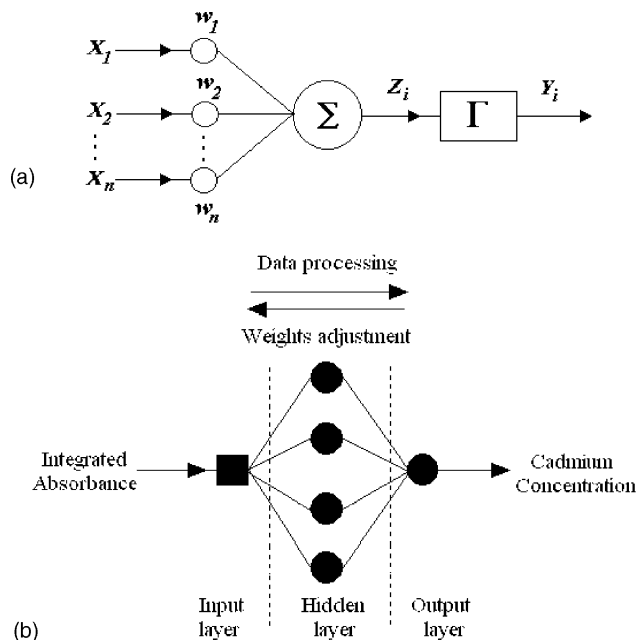 w1
X1
w2
X2
Σ
Zi
Γ
Yi
(a)
Xn
wn
Data processing
Weights adjustment
Integrated
Absorbance
Cadmium
Concentration
Input
layer
Hidden
layer
Output
layer
(b)